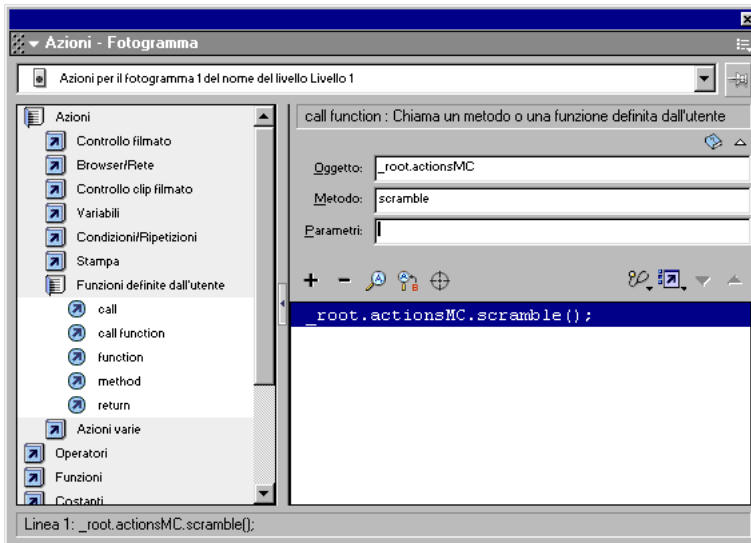 Azioni - Fotogramma
Azioni per il fotogramma 1 del nome del livello Livello 1
Azioni
Controllo filmato
Browser/Rete
Controllo clip filmato
Variabili
Condizioni/Ripetizioni
Stampa
Funzioni definite dall'utente
call
call function
function
method
return
Azioni varie
Operatori
Funzioni
Costanti
call function : Chiama un metodo o una funzione definita dall'utente
Oggetto: _root.actionsMC
Metodo: scramble
Parametri:
_root.actionsMC.scramble();
Linea 1: _root.actionsMC.scramble();